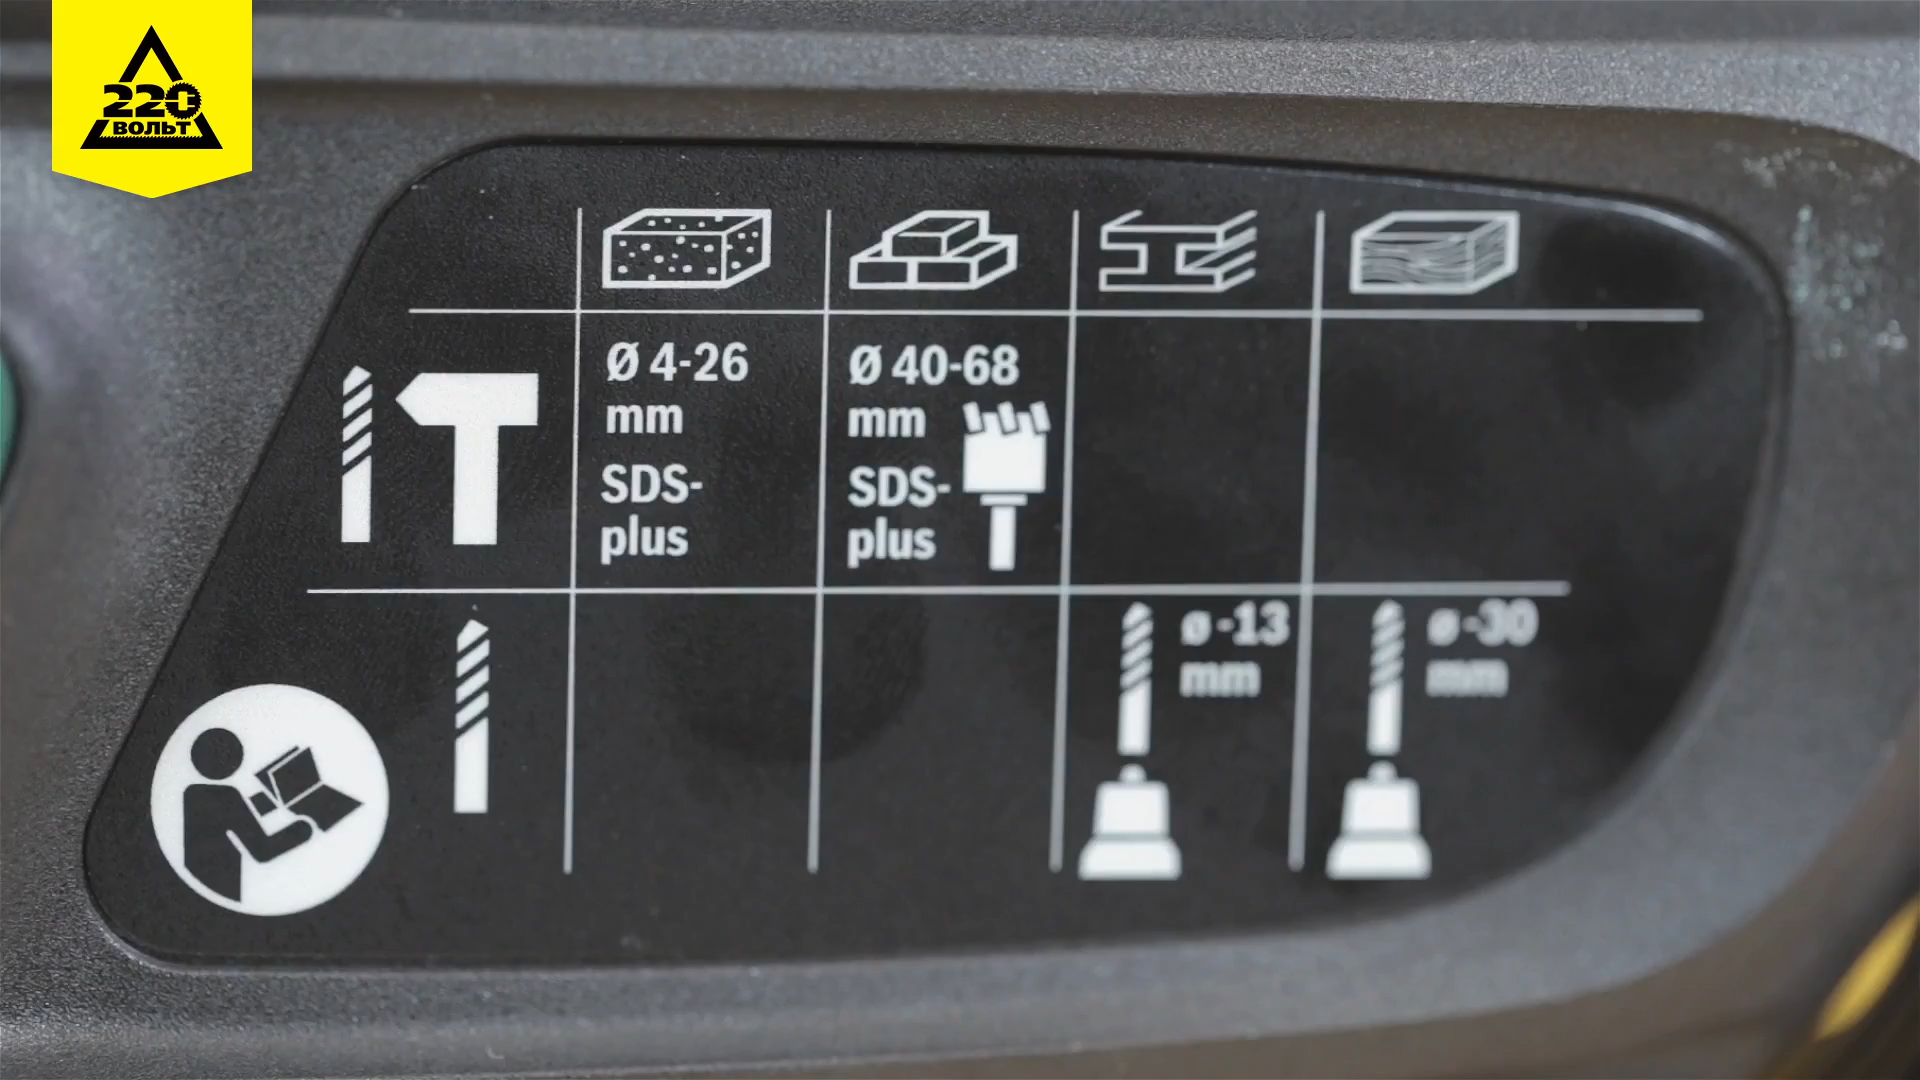 220
ВОЛЬТ
Ø 4-26
mm
SDS-
plus
Ø 40-68
mm
SDS-
plus
ø -13
mm
ø -30
mm